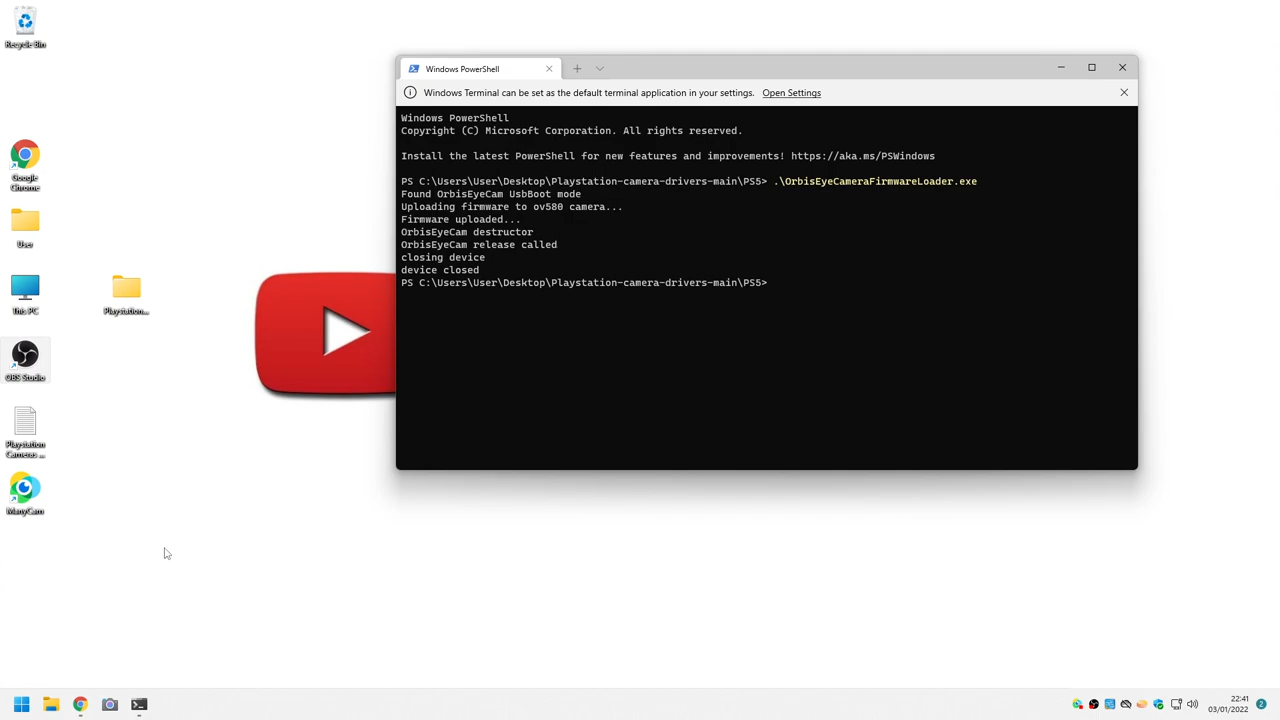 Recycle Bin
Google
Chrome
User
This PC
Playstation...
OBS Studio
Playstation
Cameras ...
ManyCam
Windows PowerShell
Windows Terminal can be set as the default terminal application in your settings. Open Settings
Windows PowerShell
Copyright (C) Microsoft Corporation. All rights reserved.
Install the latest PowerShell for new features and improvements! https://aka.ms/PSWindows
PS C:\Users\User\Desktop\Playstation-camera-drivers-main\PS5> .\OrbisEyeCameraFirmwareLoader.exe
Found OrbisEyeCam UsbBoot mode
Uploading firmware to ov580 camera...
Firmware uploaded...
OrbisEyeCam destructor
OrbisEyeCam release called
closing device
device closed
PS C:\Users\User\Desktop\Playstation-camera-drivers-main\PS5>
22:41
03/01/2022
2